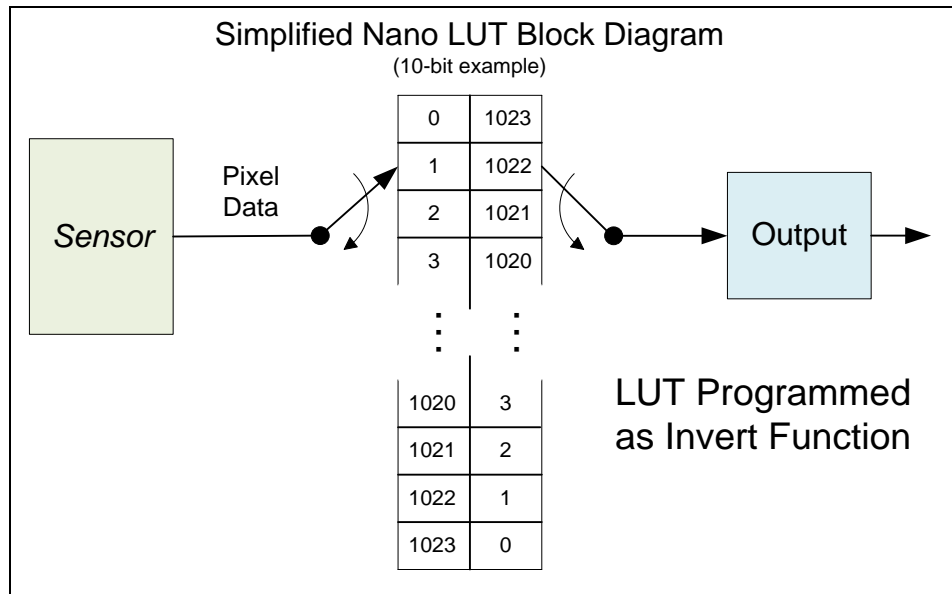 Simplified Nano LUT Block Diagram
(10-bit example)
0 1023
Pixel
Data
1 1022
Sensor
2 1021
Output
3 1020
LUT Programmed
as Invert Function
1020 3
1021 2
1022 1
1023 0